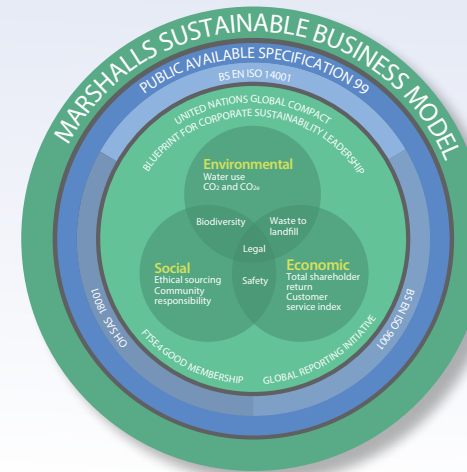 MARSHALLS SUSTAINABLE BUSINESS MODEL
PUBLIC AVAILABLE SPECIFICATION 99
BS EN ISO 14001
UNITED NATIONS GLOBAL COMPACT
BLUEPRINT FOR CORPORATE SUSTAINABILITY LEADERSHIP
Environmental
Water use
CO2 and CO2e
Biodiversity
Waste to
landfill
Legal
Social
Ethical sourcing
Community
responsibility
Safety
Economic
Total shareholder
return
Customer
service index
OH SAS 18001
BS EN ISO 9001
FTSE4 GOOD MEMBERSHIP
GLOBAL REPORTING INITIATIVE